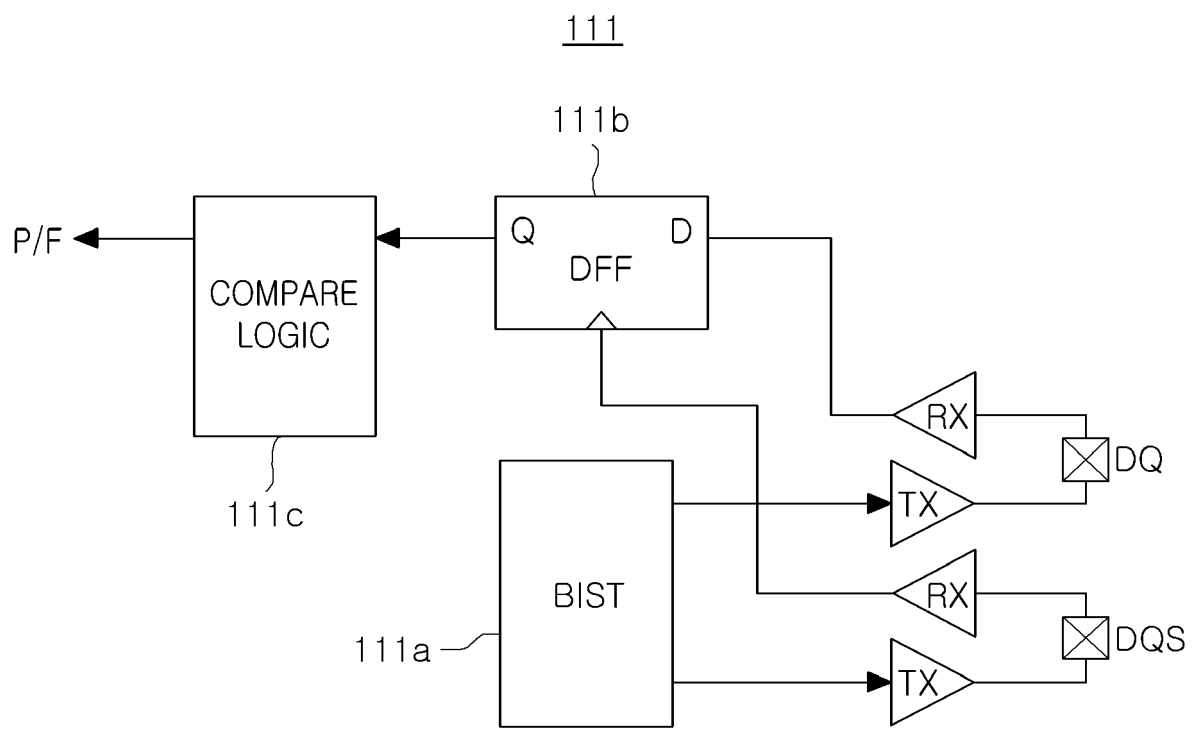 111
111b
P/F
Q
D
DFF
COMPARE
LOGIC
RX
DQ
111c
TX
BIST
RX
111a
DQS
TX